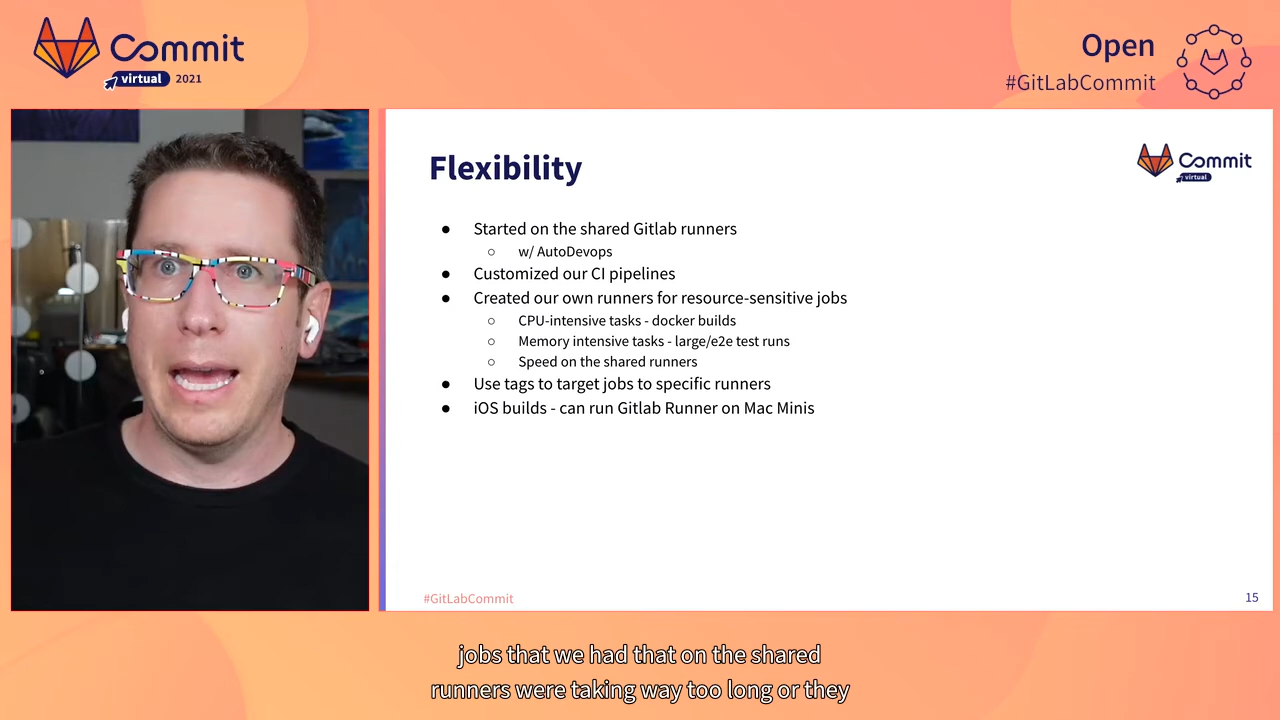 Commit
virtual 2021
Open
#GitLabCommit
Flexibility
Commit
virtual
● Started on the shared Gitlab runners
○ w/ AutoDevops
● Customized our CI pipelines
● Created our own runners for resource-sensitive jobs
○ CPU-intensive tasks - docker builds
○ Memory intensive tasks - large/e2e test runs
○ Speed on the shared runners
● Use tags to target jobs to specific runners
● iOS builds - can run Gitlab Runner on Mac Minis
#GitLabCommit
15
jobs that we had that on the shared
runners were taking way too long or they